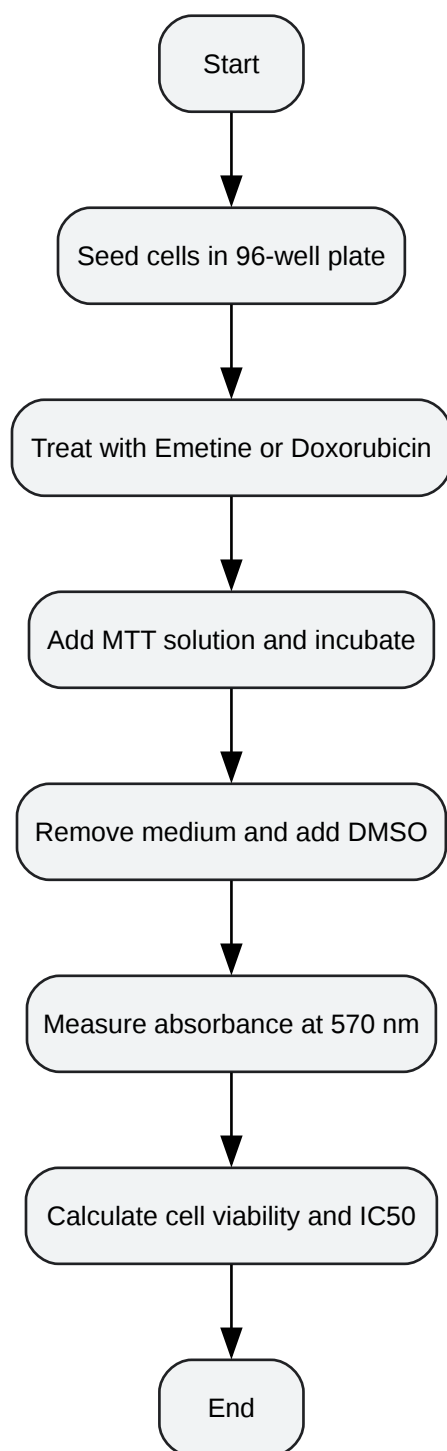 Start
Seed cells in 96-well plate
Treat with Emetine or Doxorubicin
Add MTT solution and incubate
Remove medium and add DMSO
Measure absorbance at 570 nm
Calculate cell viability and IC50
End